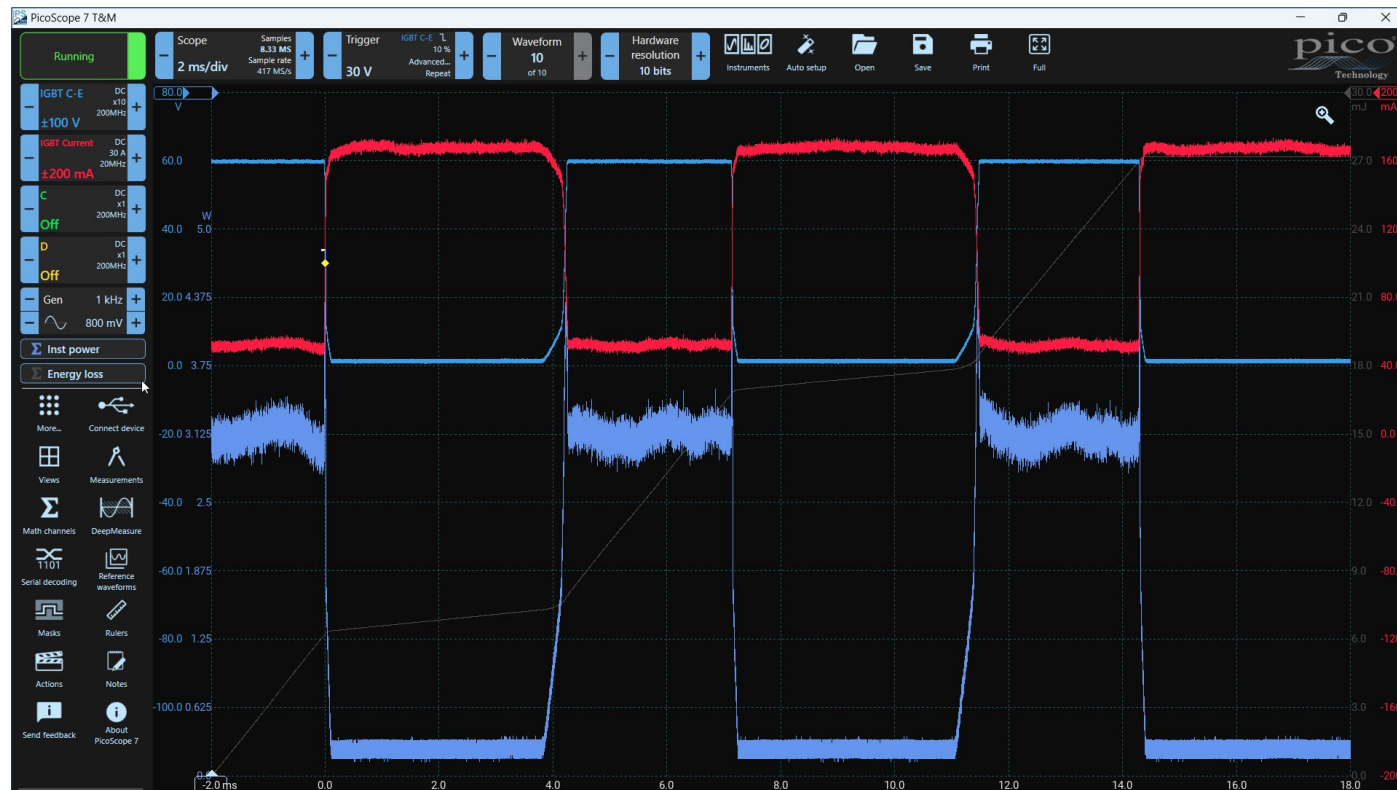 PicoScope 7 T&M
Running
Scope
2 ms/div
Samples
8.33 MS
Sample rate
417 MS/s
Trigger
30 V
IGBT C-E
10 %
Advanced...
Repeat
Waveform
10
of 10
Hardware
resolution
10 bits
Instruments
Auto setup
Open
Save
Print
Full
pico
Technology
IGBT C-E
DC
x10
200MHz
±100 V
IGBT Current
DC
30 A
20MHz
±200 mA
C
DC
x1
200MHz
Off
D
DC
x1
200MHz
Off
Gen 1 kHz
800 mV
Σ Inst power
Σ Energy loss
More...
Connect device
Views
Measurements
Math channels
DeepMeasure
1101
Serial decoding
Reference
waveforms
Masks
Rulers
Actions
Notes
Send feedback
About
PicoScope 7
80.0
V
60.0
W
40.0 5.0
20.0 4.375
0.0 3.75
-20.0 3.125
-40.0 2.5
-60.0 1.875
-80.0 1.25
-100.0 0.625
0.0
30.0 200
mJ mA
27.0 160
24.0 120
21.0 80.0
18.0 40.0
15.0 0.0
12.0 -40.
9.0 -80.
6.0 -120
3.0 -160
0.0 -200
-2.0 ms 0.0 2.0 4.0 6.0 8.0 10.0 12.0 14.0 16.0 18.0